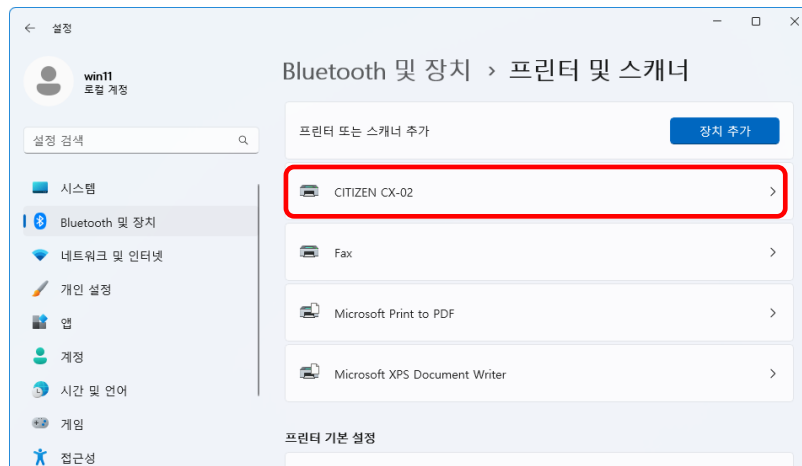 설정
win11
로컬 계정
설정 검색
시스템
Bluetooth 및 장치
네트워크 및 인터넷
개인 설정
앱
계정
시간 및 언어
게임
접근성
Bluetooth 및 장치 › 프린터 및 스캐너
프린터 또는 스캐너 추가
장치 추가
CITIZEN CX-02
Fax
Microsoft Print to PDF
Microsoft XPS Document Writer
프린터 기본 설정